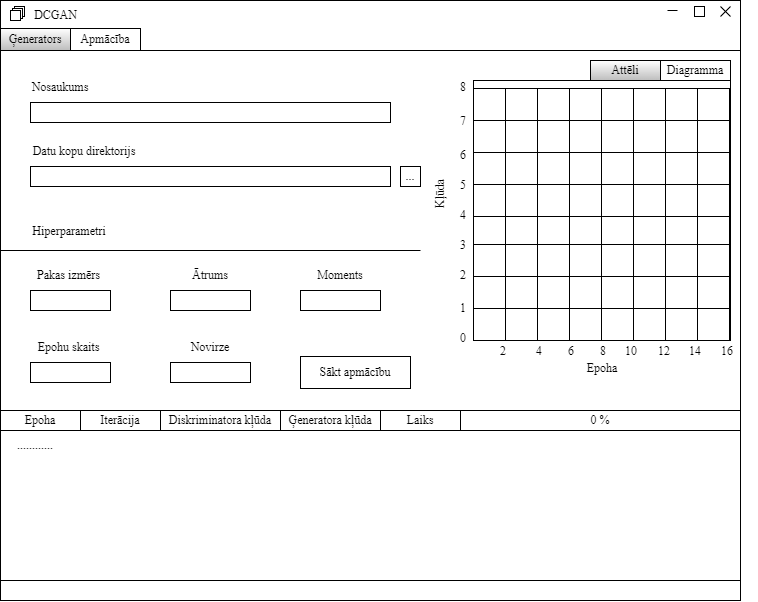 DCGAN
Ģenerators Apmācība
Attēli Diagramma
Nosaukums
Datu kopu direktorijs
...
Hiperparametri
Pakas izmērs Ātrums Moments
Epohu skaits Novirze
Sākt apmācību
Kļūda
8
7
6
5
4
3
2
1
0
2 4 6 8 10 12 14 16
Epoha
Epoha Iterācija Diskriminatora kļūda Ģeneratora kļūda Laiks 0 %
............